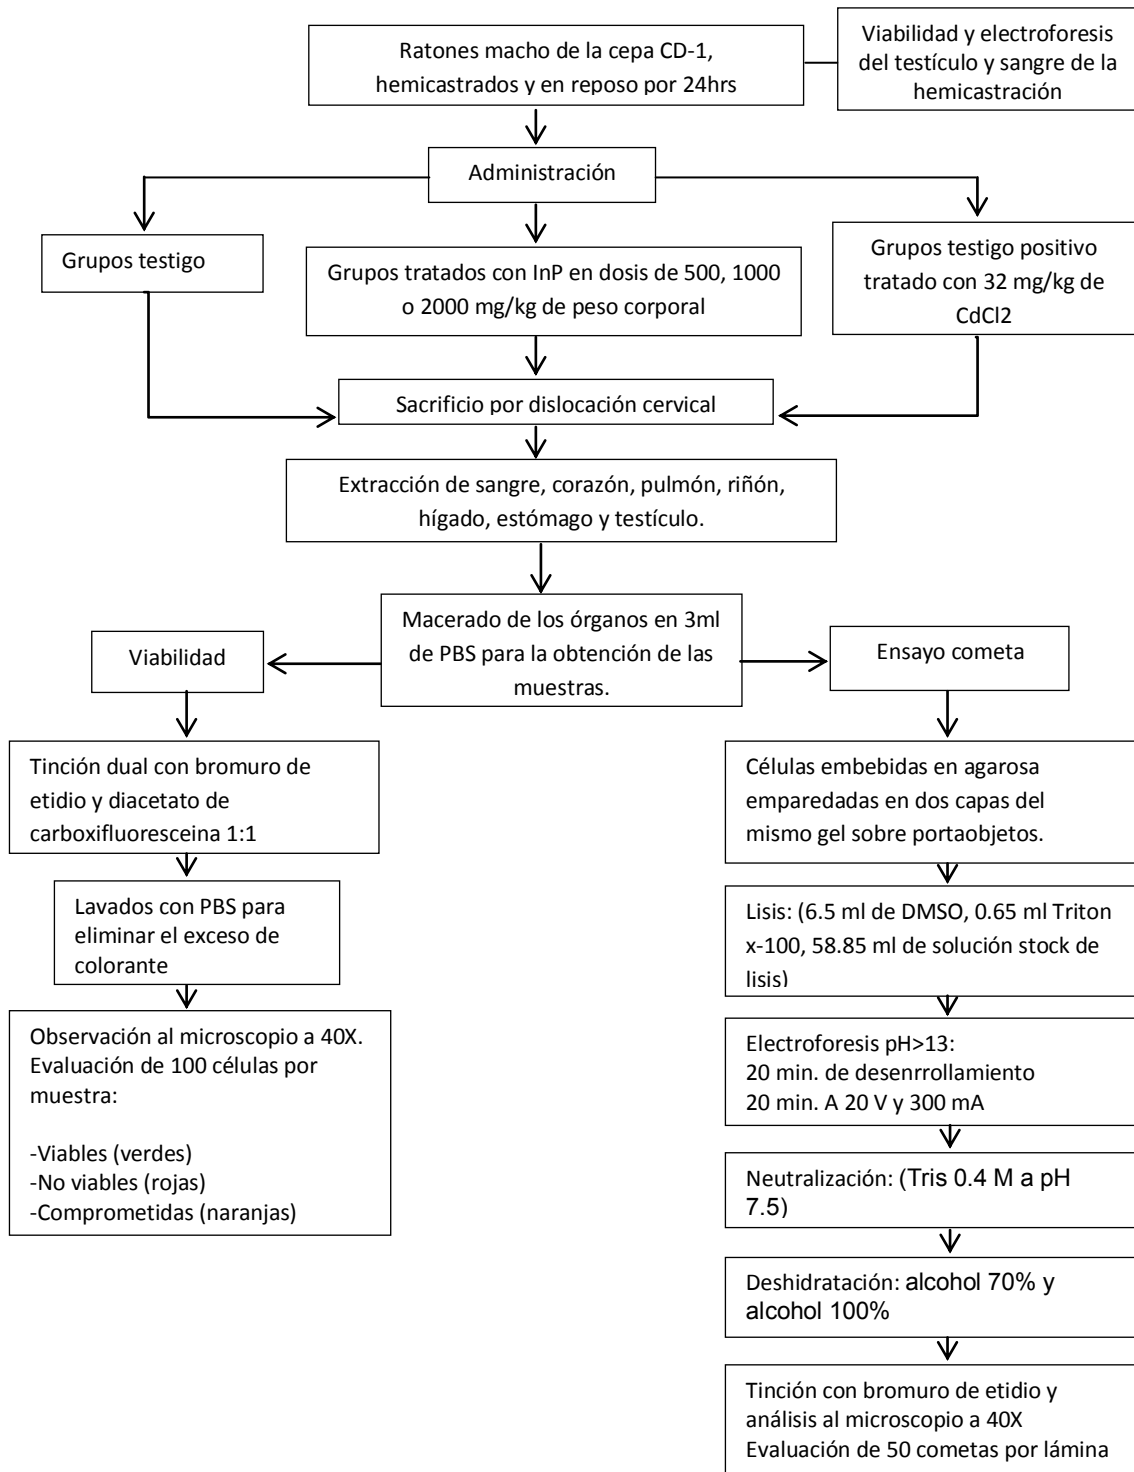 Ratones macho de la cepa CD-1,
hemicastrados y en reposo por 24hrs
Viabilidad y electroforesis
del testículo y sangre de la
hemicastración
Administración
Grupos testigo
Grupos tratados con InP en dosis de 500, 1000
o 2000 mg/kg de peso corporal
Grupos testigo positivo
tratado con 32 mg/kg de
CdCl2
Sacrificio por dislocación cervical
Extracción de sangre, corazón, pulmón, riñón,
hígado, estómago y testículo.
Macerado de los órganos en 3ml
de PBS para la obtención de las
muestras.
Viabilidad
Ensayo cometa
Tinción dual con bromuro de
etidio y diacetato de
carboxifluoresceina 1:1
Lavados con PBS para
eliminar el exceso de
colorante
Observación al microscopio a 40X.
Evaluación de 100 células por
muestra:
-Viables (verdes)
-No viables (rojas)
-Comprometidas (naranjas)
Células embebidas en agarosa
emparedadas en dos capas del
mismo gel sobre portaobjetos.
Lisis: (6.5 ml de DMSO, 0.65 ml Triton
x-100, 58.85 ml de solución stock de
lisis)
Electroforesis pH>13:
20 min. de desenrrollamiento
20 min. A 20 V y 300 mA
Neutralización: (Tris 0.4 M a pH
7.5)
Deshidratación: alcohol 70% y
alcohol 100%
Tinción con bromuro de etidio y
análisis al microscopio a 40X
Evaluación de 50 cometas por lámina